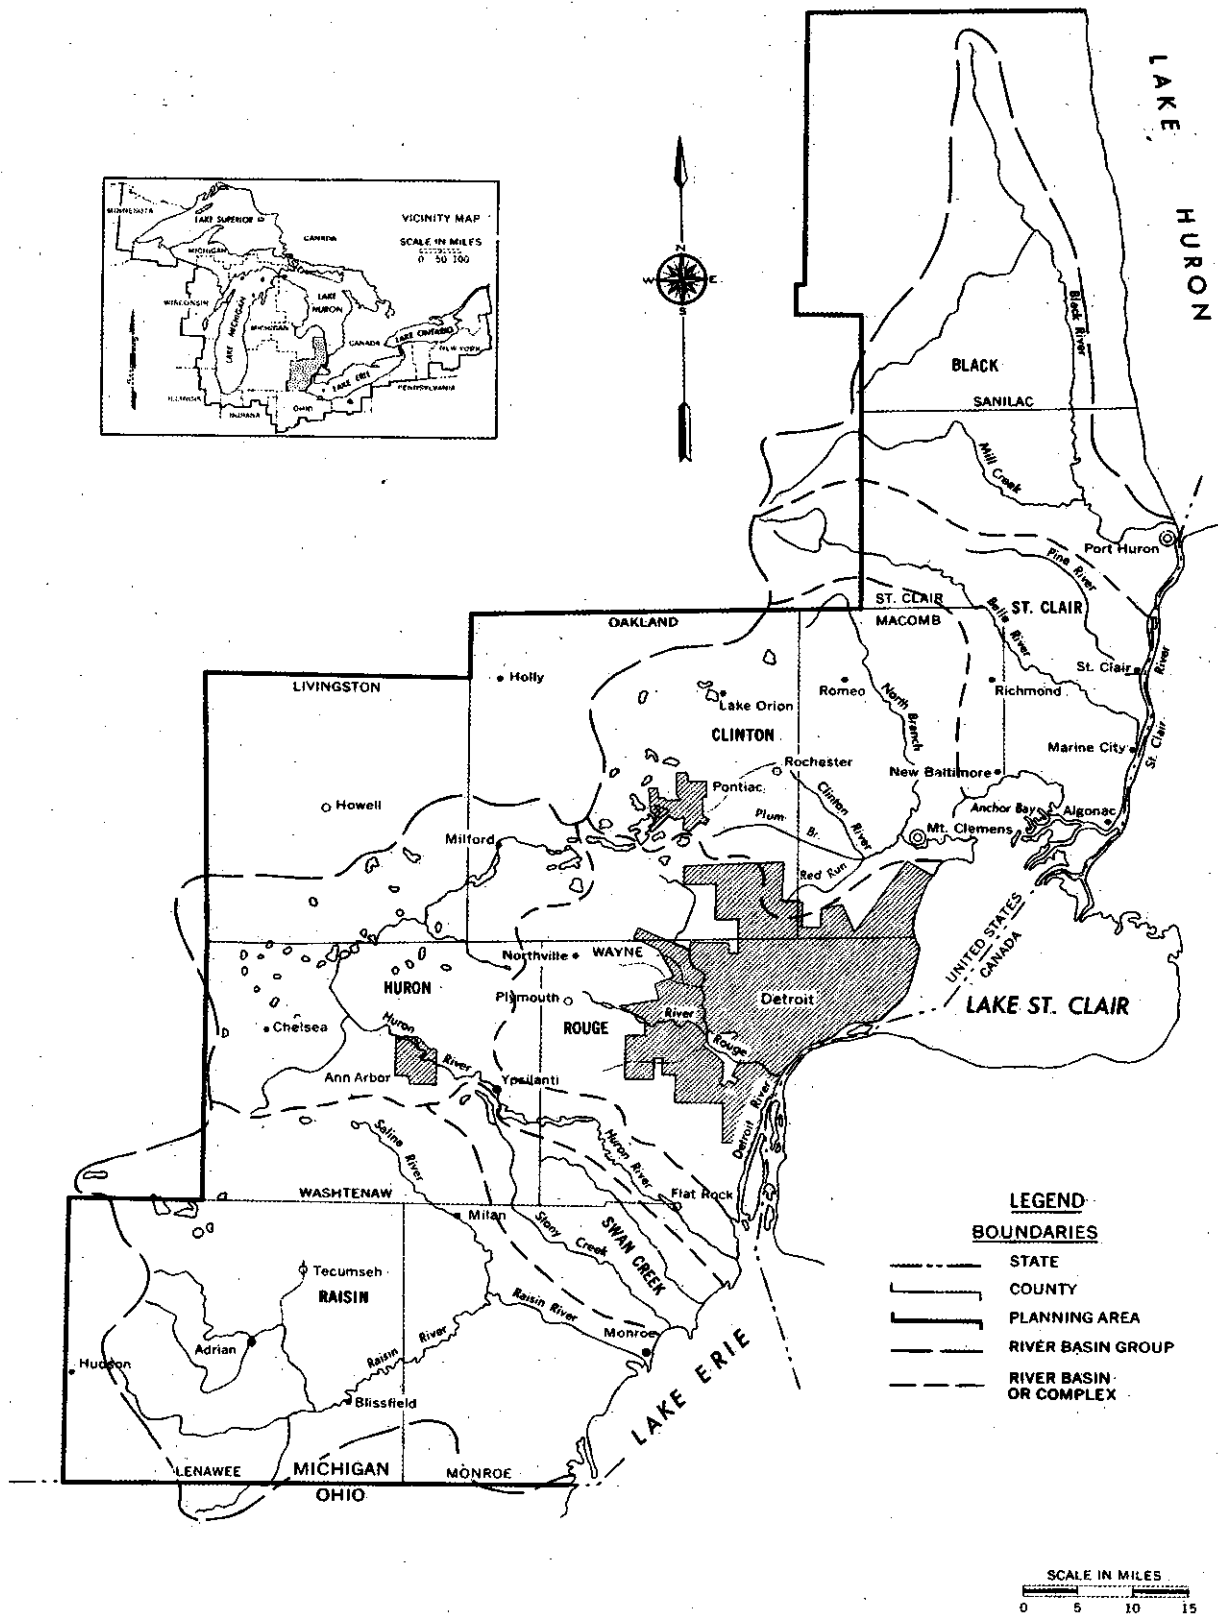 LAKE
HURON
MINNESOTA
LAKE SUPERIOR
CANADA
VICINITY MAP
SCALE IN MILES
0 50 100
MICHIGAN
WISCONSIN
LAKE MICHIGAN
MICHIGAN
LAKE
HURON
CANADA
LAKE ONTARIO
NEW YORK
LAKE ERIE
PENNSYLVANIA
ILLINOIS
INDIANA
OHIO
N
W
E
S
Black River
BLACK
SANILAC
Mill Creek
Port Huron
Pine River
ST. CLAIR
ST. CLAIR
MACOMB
Belle River
OAKLAND
St. Clair
LIVINGSTON
Holly
Romeo
Richmond
Lake Orion
North Branch
CLINTON
St. Clair River
Marine City
Rochester
New Baltimore
Pontiac
Clinton River
Anchor Bay
Algonac
Howell
Plum Br.
Mt. Clemens
Milford
Red Run
UNITED STATES
CANADA
Northville
WAYNE
HURON
Plymouth
Detroit
LAKE ST. CLAIR
Chelsea
Huron River
ROUGE
River Rouge
Ann Arbor
Ypsilanti
Detroit River
Saline River
Huron River
Flat Rock
WASHTENAW
Milan
Stony Creek
SWAN CREEK
LEGEND
BOUNDARIES
STATE
COUNTY
PLANNING AREA
RIVER BASIN GROUP
RIVER BASIN
OR COMPLEX
Tecumseh
RAISIN
Raisin River
Monroe
Adrian
Raisin River
Hudson
Blissfield
LAKE ERIE
LENAWEE
MICHIGAN
MONROE
OHIO
SCALE IN MILES
0 5 10 15